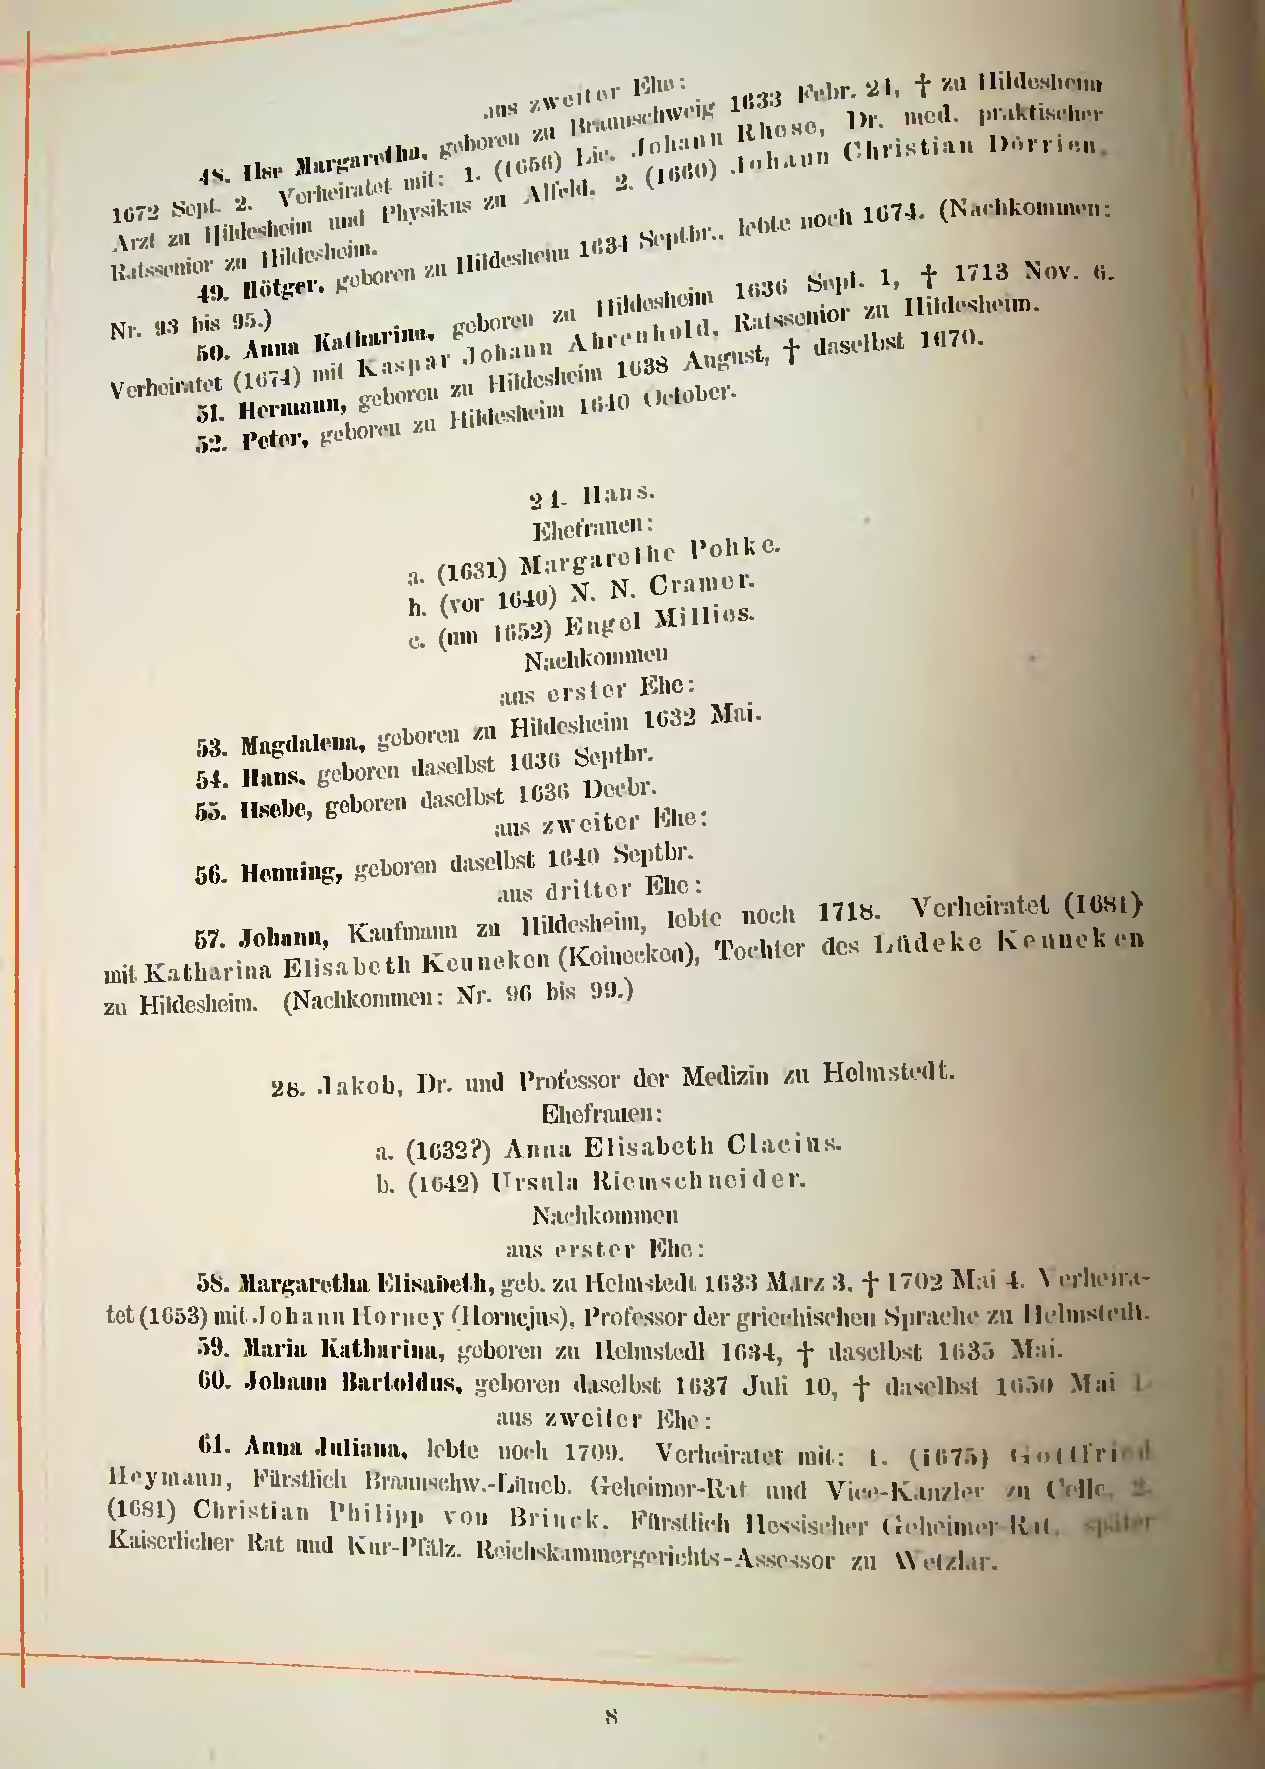 aus zweiter Ehe:
48. Ilse Margaretha, geboren zu Braunschweig 1633 Febr. 21, † zu Hildesheim
1672 Sept. 2. Verheiratet mit: 1. (1656) Lic. Johann Rhese, Dr. med. praktischer
Arzt zu Hildesheim und Physikus zu Alfeld. 2. (1660) Johann Christian Dörrien,
Ratssenior zu Hildesheim.
49. Rötger, geboren zu Hildesheim 1634 Septbr., lebte noch 1674. (Nachkommen:
Nr. 93 bis 95.)
50. Anna Katharina, geboren zu Hildesheim 1636 Sept. 1, † 1713 Nov. 6.
Verheiratet (1674) mit Kaspar Johann Ahrenhold, Ratssenior zu Hildesheim.
51. Hermann, geboren zu Hildesheim 1638 August, † daselbst 1670.
52. Peter, geboren zu Hildesheim 1640 October.
24. Hans.
Ehefrauen:
a. (1631) Margarethe Pohke.
b. (vor 1640) N. N. Cramer.
c. (um 1652) Engel Millies.
Nachkommen
aus erster Ehe:
53. Magdalena, geboren zu Hildesheim 1632 Mai.
54. Hans, geboren daselbst 1636 Septbr.
55. Ilsebe, geboren daselbst 1636 Decbr.
aus zweiter Ehe:
56. Henning, geboren daselbst 1640 Septbr.
aus dritter Ehe:
57. Johann, Kaufmann zu Hildesheim, lebte noch 1718. Verheiratet (1681)
mit Katharina Elisabeth Keuneken (Koinecken), Tochter des Lüdeke Kenneken
zu Hildesheim. (Nachkommen: Nr. 96 bis 99.)
28. Jakob, Dr. und Professor der Medizin zu Helmstedt.
Ehefrauen:
a. (1632?) Anna Elisabeth Clacius.
b. (1642) Ursula Riemschneider.
Nachkommen
aus erster Ehe:
58. Margaretha Elisabeth, geb. zu Helmstedt 1633 März 3, † 1702 Mai 4. Verheira-
tet (1653) mit Johann Horney (Hornejus), Professor der griechischen Sprache zu Helmstedt.
59. Maria Katharina, geboren zu Helmstedt 1634, † daselbst 1635 Mai.
60. Johann Bartoldus, geboren daselbst 1637 Juli 10, † daselbst 1650 Mai
aus zweiter Ehe:
61. Anna Juliana, lebte noch 1709. Verheiratet mit: 1. (1675) Gottfried
Heymann, Fürstlich Braunschw.-Lüneb. Geheimer-Rat und Vice-Kanzler zu Celle, 2.
(1681) Christian Philipp von Brinck, Fürstlich Hessischer Geheimer Rat, später
Kaiserlicher Rat und Kur-Pfälz. Reichskammergerichts-Assessor zu Wetzlar.
8